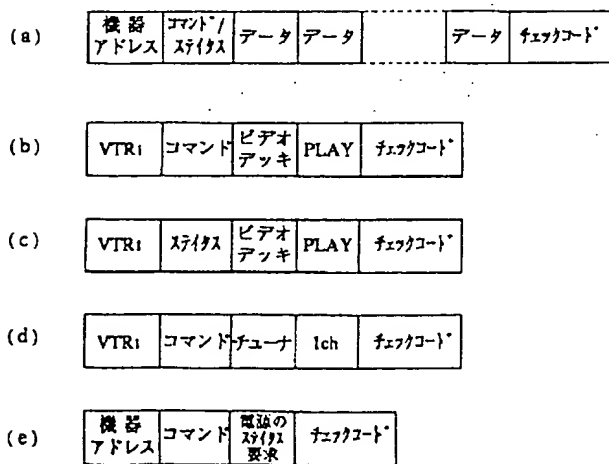 (a) 機器アドレス コマンド/ステイタス データ データ データ チェックコード
(b) VTR1 コマンド ビデオデッキ PLAY チェックコード
(c) VTR1 ステイタス ビデオデッキ PLAY チェックコード
(d) VTR1 コマンド チューナ 1ch チェックコード
(e) 機器アドレス コマンド 電源のステイタス要求 チェックコード